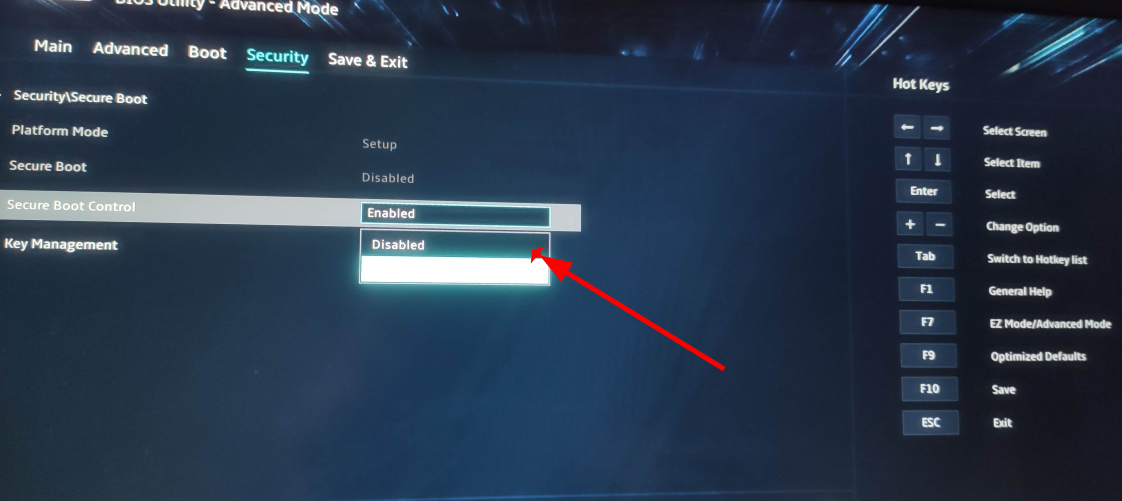 BIOS Utility - Advanced Mode
Main Advanced Boot Security Save & Exit
Security\Secure Boot
Platform Mode Setup
Secure Boot Disabled
Secure Boot Control Enabled
Key Management Disabled
Hot Keys
← → Select Screen
↑ ↓ Select Item
Enter Select
+ − Change Option
Tab Switch to Hotkey list
F1 General Help
F7 EZ Mode/Advanced Mode
F9 Optimized Defaults
F10 Save
ESC Exit